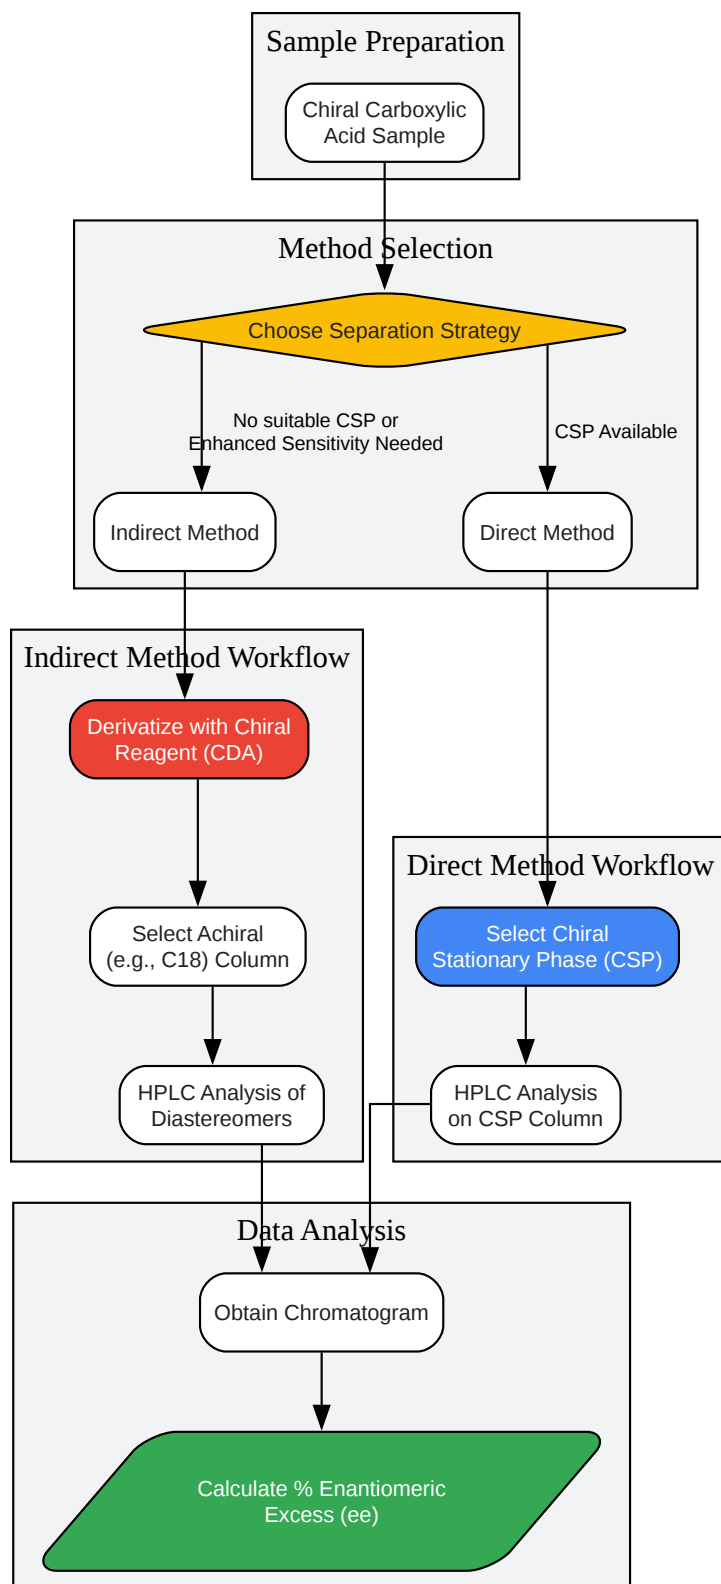 Sample Preparation
Chiral Carboxylic
Acid Sample
Method Selection
Choose Separation Strategy
No suitable CSP or
Enhanced Sensitivity Needed
CSP Available
Indirect Method
Direct Method
Indirect Method Workflow
Derivatize with Chiral
Reagent (CDA)
Select Achiral
(e.g., C18) Column
HPLC Analysis of
Diastereomers
Direct Method Workflow
Select Chiral
Stationary Phase (CSP)
HPLC Analysis
on CSP Column
Data Analysis
Obtain Chromatogram
Calculate % Enantiomeric
Excess (ee)